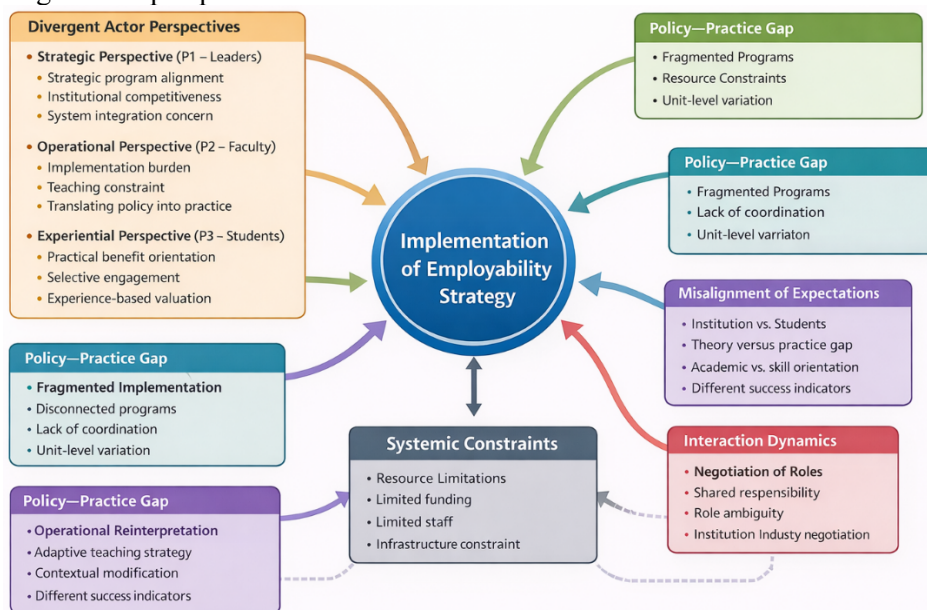 Divergent Actor Perspectives
• Strategic Perspective (P1 – Leaders)
• Strategic program alignment
• Institutional competitiveness
• System integration concern
• Operational Perspective (P2 – Faculty)
• Implementation burden
• Teaching constraint
• Translating policy into practice
• Experiential Perspective (P3 – Students)
• Practical benefit orientation
• Selective engagement
• Experience-based valuation
Policy—Practice Gap
• Fragmented Programs
• Resource Constraints
• Unit-level variation
Policy—Practice Gap
• Fragmented Programs
• Lack of coordination
• Unit-level varriaton
Implementation
of Employability
Strategy
Misalignment of Expectations
• Institution vs. Students
• Theory versus practice gap
• Academic vs. skill orientation
• Different success indicators
Policy—Practice Gap
• Fragmented Implementation
• Disconnected programs
• Lack of coordination
• Unit-level variation
Systemic Constraints
• Resource Limitations
• Limited funding
• Limited staff
• Infrastructure constraint
Interaction Dynamics
• Negotiation of Roles
• Shared respensibility
• Role ambiguity
• Institution Industy negotiation
Policy—Practice Gap
• Operational Reinterpretation
• Adaptive teaching strategy
• Contextual modification
• Different success indicators